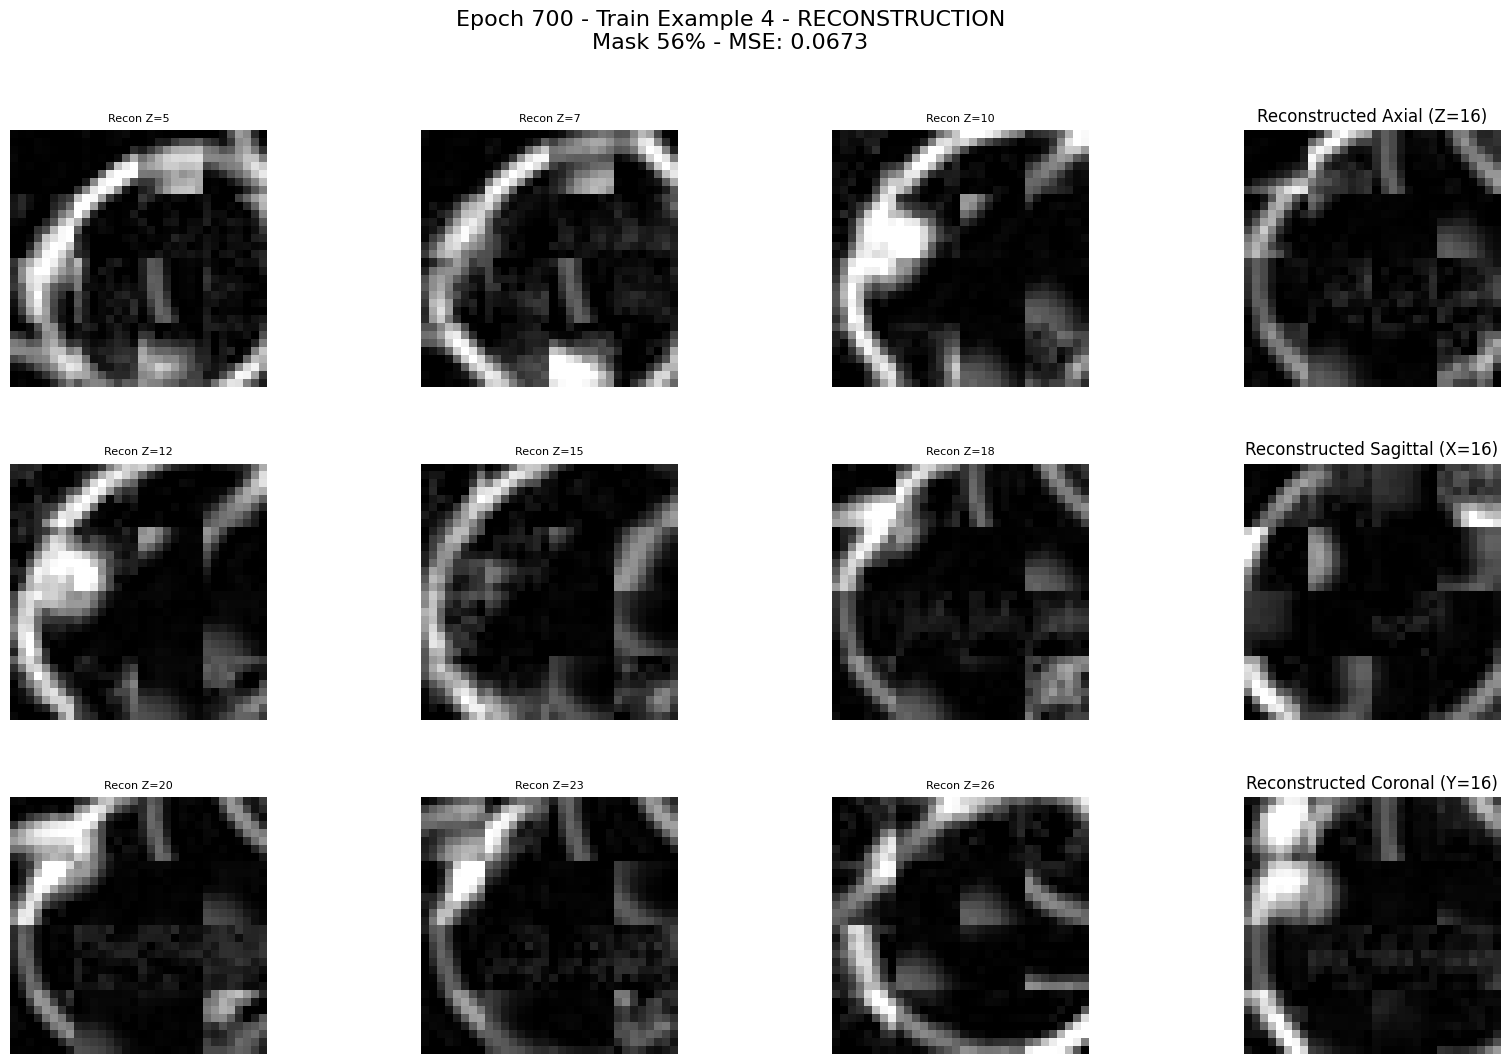 Epoch 700 - Train Example 4 - RECONSTRUCTION
Mask 56% - MSE: 0.0673
Recon Z=5
Recon Z=7
Recon Z=10
Reconstructed Axial (Z=16)
Recon Z=12
Recon Z=15
Recon Z=18
Reconstructed Sagittal (X=16)
Recon Z=20
Recon Z=23
Recon Z=26
Reconstructed Coronal (Y=16)